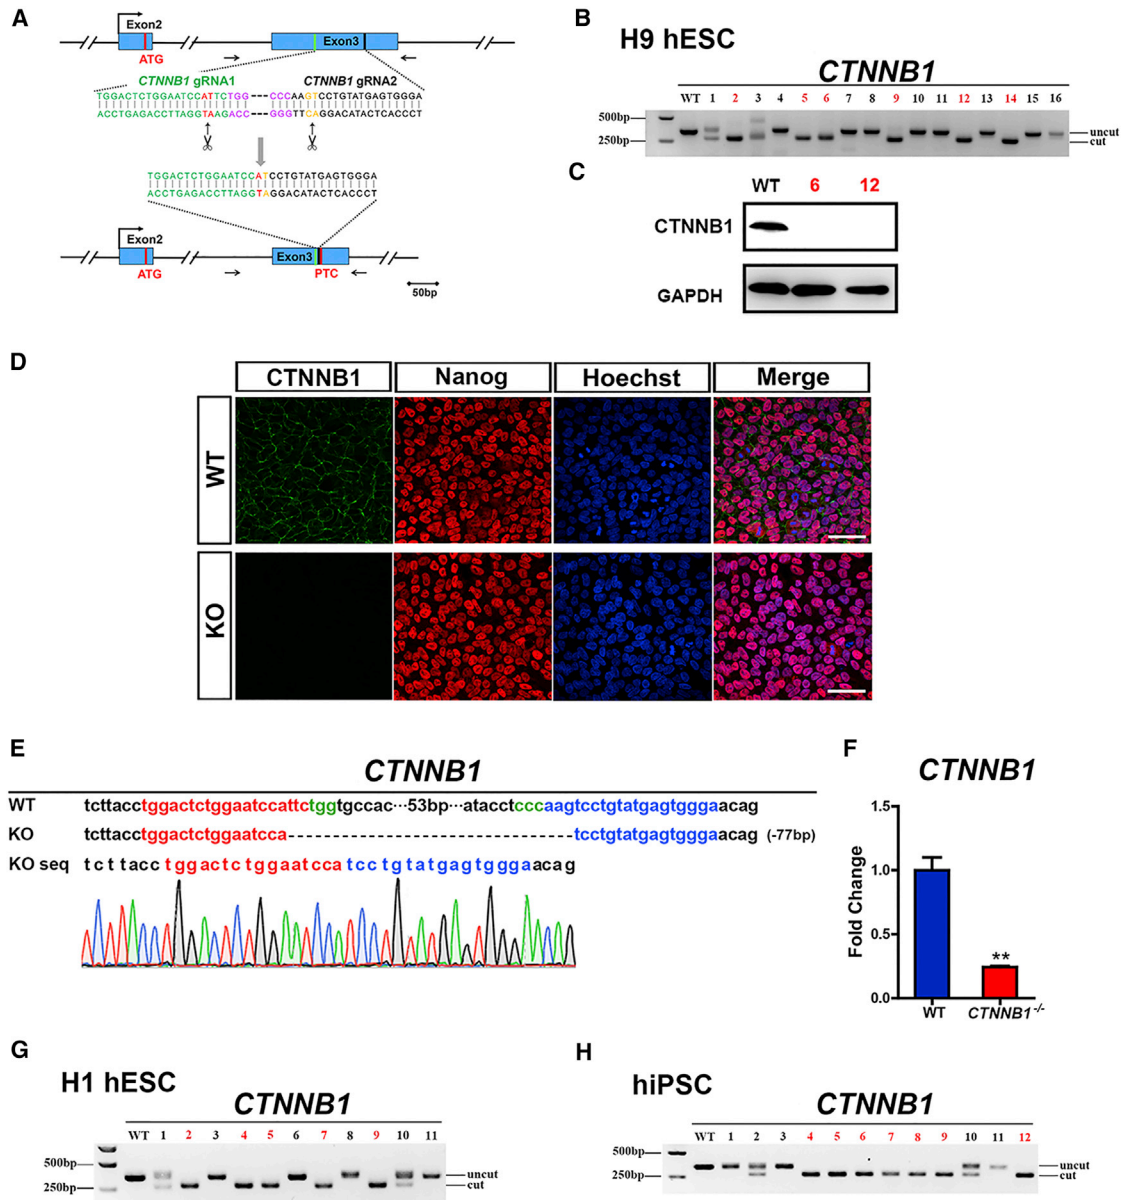 A
Exon2
Exon3
ATG
CTNNB1 gRNA1
CTNNB1 gRNA2
TGGACTCTGGAATCCATTCTGG---CCCAAGTCCTGTATGAGTGGGA
ACCTGAGACCTTAGGTAAGACC---GGGTTCAGGACATACTCACCCT
TGGACTCTGGAATCCATCCTGTATGAGTGGGA
ACCTGAGACCTTAGGTAGGACATACTCACCCT
Exon2
Exon3
ATG
PTC
50bp
B
H9 hESC
CTNNB1
WT 1 2 3 4 5 6 7 8 9 10 11 12 13 14 15 16
500bp
250bp
uncut
cut
C
WT 6 12
CTNNB1
GAPDH
D
CTNNB1 Nanog Hoechst Merge
WT
KO
E
CTNNB1
WT tcttacctggactctggaatccattctgggtgccac···53bp···atacctcccaagtcctgtatgagtgggaacag
KO tcttacctggactctggaatcca------------------------------tcctgtatgagtgggaacag (-77bp)
KO seq tcttacctggactctggaatccatcctgtatgagtgggaacag
F
CTNNB1
Fold Change
1.5
1.0
0.5
0.0
**
WT CTNNB1-/-
G
H1 hESC
CTNNB1
WT 1 2 3 4 5 6 7 8 9 10 11
500bp
250bp
uncut
cut
H
hiPSC
CTNNB1
WT 1 2 3 4 5 6 7 8 9 10 11 12
500bp
250bp
uncut
cut